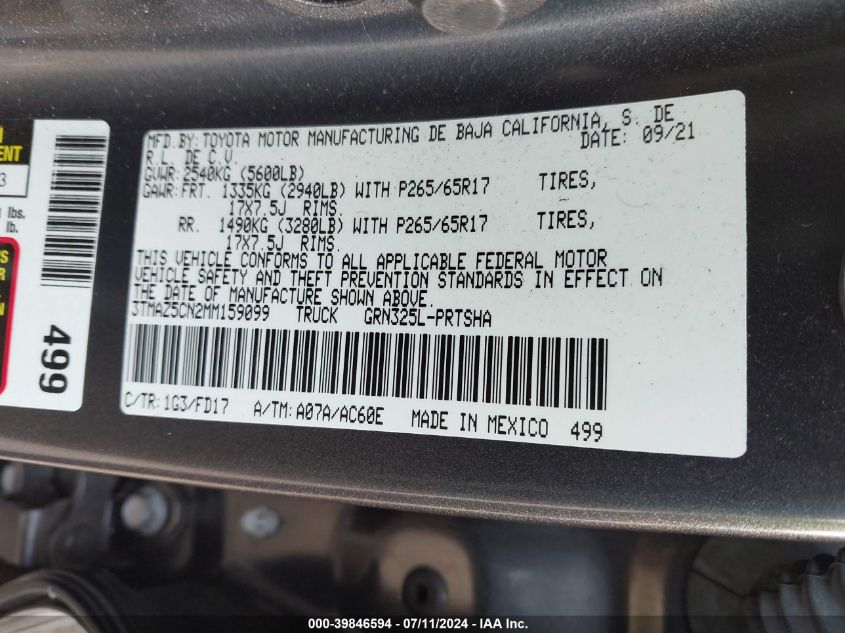 MFD.BY:TOYOTA MOTOR MANUFACTURING DE BAJA CALIFORNIA, S. DE
R.L. DE C.V. DATE: 09/21
GVWR:2540KG (5600LB)
GAWR:FRT. 1335KG (2940LB) WITH P265/65R17 TIRES,
17X7.5J RIMS.
RR. 1490KG (3280LB) WITH P265/65R17 TIRES,
17X7.5J RIMS.
THIS VEHICLE CONFORMS TO ALL APPLICABLE FEDERAL MOTOR
VEHICLE SAFETY AND THEFT PREVENTION STANDARDS IN EFFECT ON
THE DATE OF MANUFACTURE SHOWN ABOVE.
3TMAZ5CN2MM159099 TRUCK GRN325L-PRTSHA
C/TR: 1G3/FD17 A/TM: A07A/AC60E MADE IN MEXICO 499
3
lbs.
lb.
499
000-39846594 / 07/11/2024 - IAA Inc.